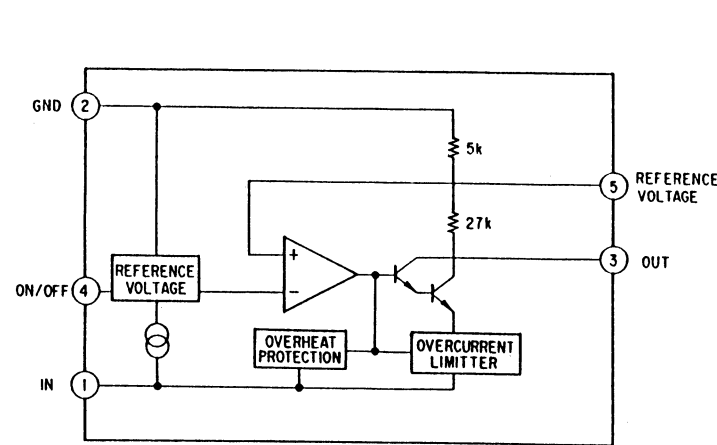 GND 2
5k
5 REFERENCE
VOLTAGE
27k
3 OUT
+
REFERENCE
VOLTAGE
ON/OFF 4
−
OVERHEAT
PROTECTION
OVERCURRENT
LIMITTER
IN 1